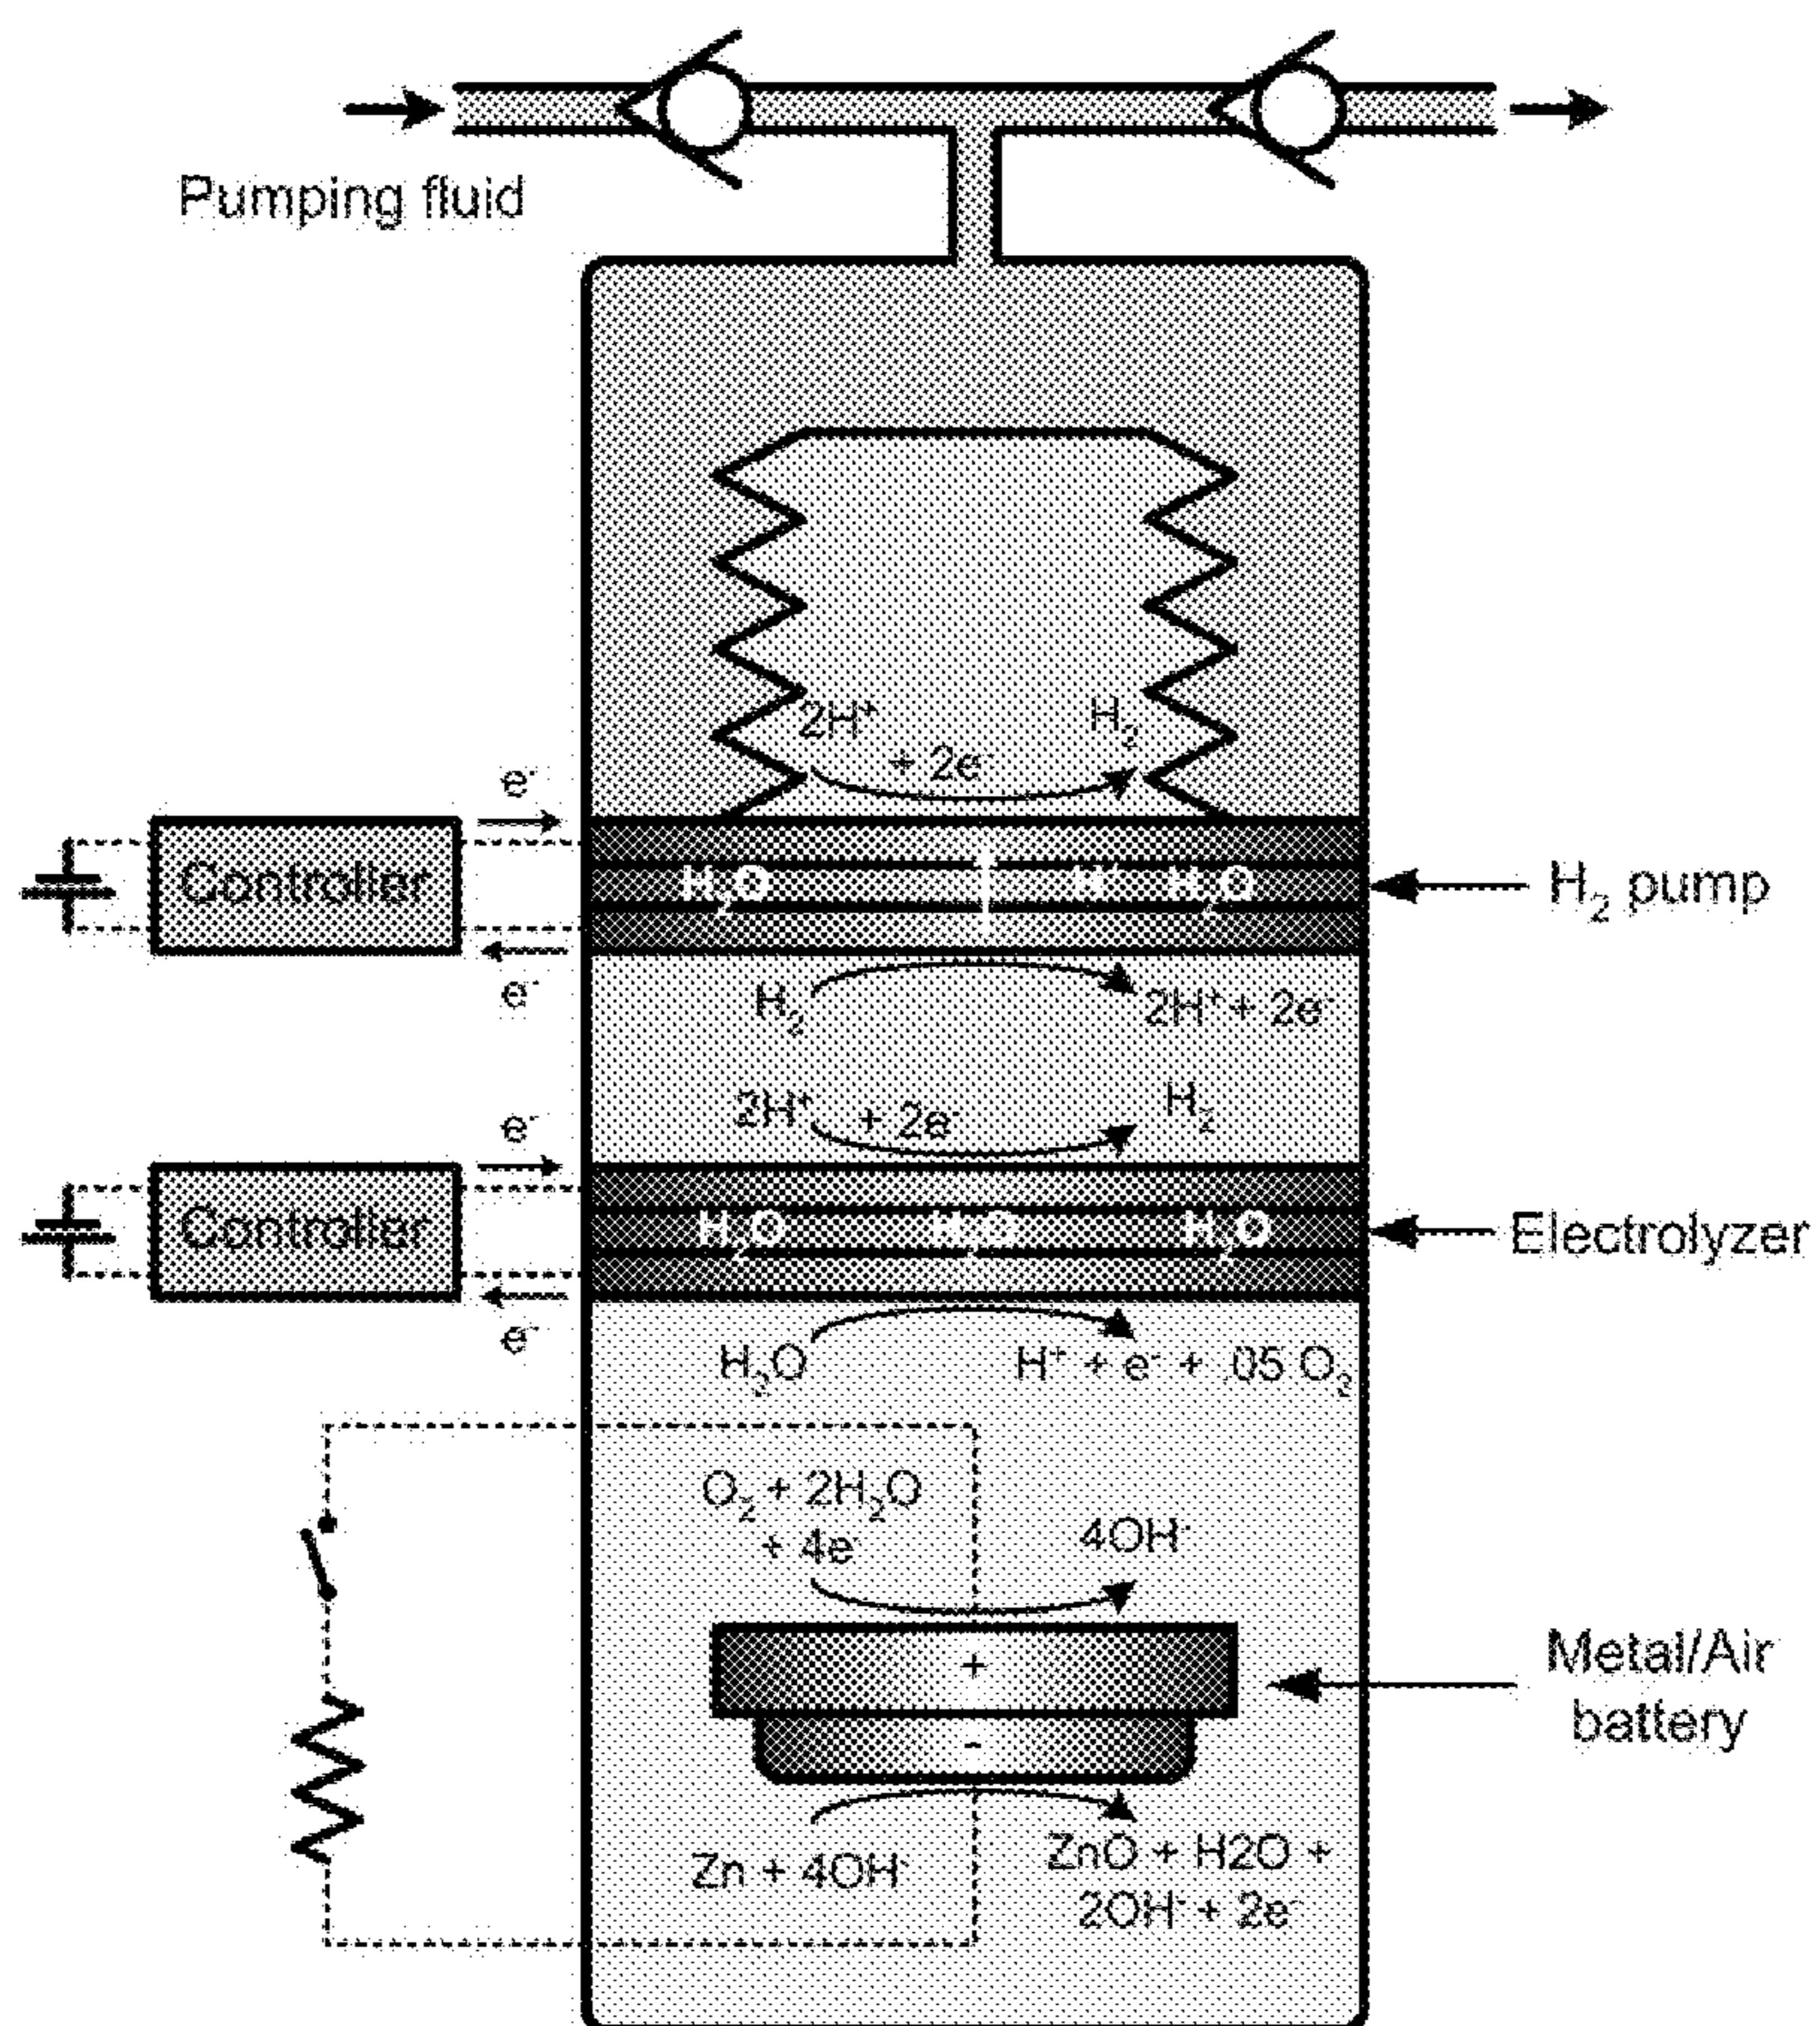 Pumping fluid
2H⁺ + 2e⁻ H₂
e⁻
Controller
H₂O H⁺ H₂O
H₂ pump
e⁻
H₂ 2H⁺ + 2e⁻
2H⁺ + 2e⁻ H₂
e⁻
Controller
H₂O H₂O H₂O
Electrolyzer
e⁻
H₂O H⁺ + e⁻ + .05 O₂
O₂ + 2H₂O
+ 4e⁻
4OH⁻
+
-
Metal/Air
battery
Zn + 4OH⁻
ZnO + H2O +
2OH⁻ + 2e⁻